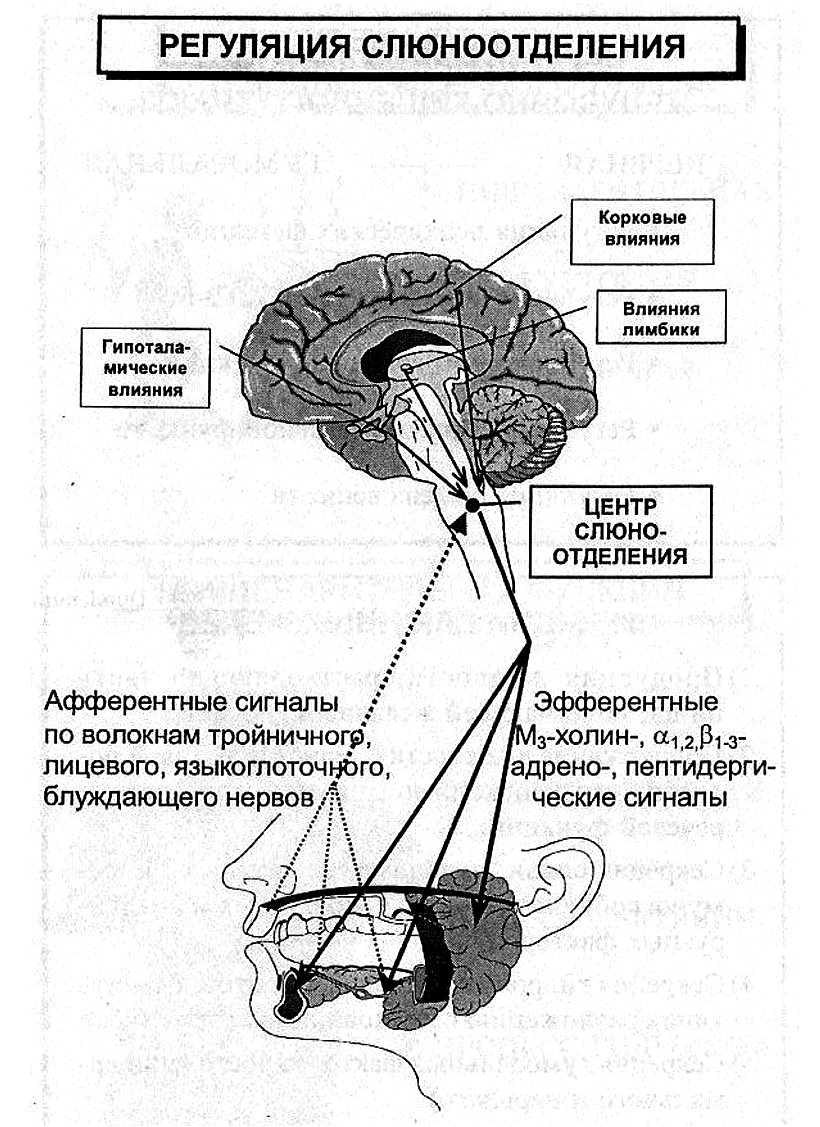 РЕГУЛЯЦИЯ СЛЮНООТДЕЛЕНИЯ
Корковые
влияния
Влияния
лимбики
Гипотала-
мические
влияния
ЦЕНТР
СЛЮНО-
ОТДЕЛЕНИЯ
Афферентные сигналы
по волокнам тройничного,
лицевого, языкоглоточного,
блуждающего нервов
Эфферентные
M₃-холин-, α₁,₂,β₁₋₃-
адрено-, пептидерги-
ческие сигналы